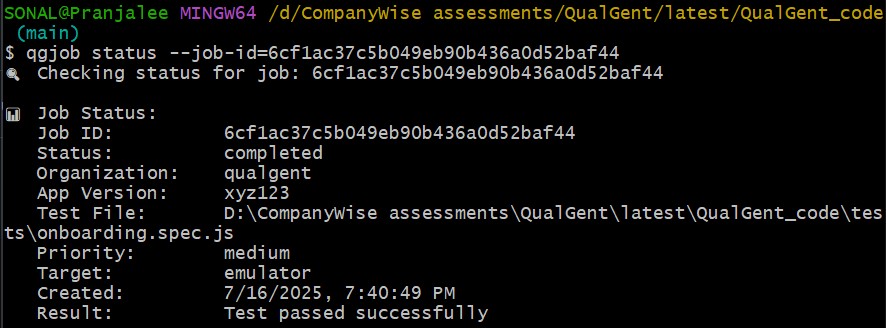 SONAL@Pranjalee MINGW64 /d/CompanyWise assessments/QualGent/latest/QualGent_code
(main)
$ qgjob status --job-id=6cf1ac37c5b049eb90b436a0d52baf44
Checking status for job: 6cf1ac37c5b049eb90b436a0d52baf44
Job Status:
Job ID: 6cf1ac37c5b049eb90b436a0d52baf44
Status: completed
Organization: qualgent
App Version: xyz123
Test File: D:\CompanyWise assessments\QualGent\latest\QualGent_code\tes
ts\onboarding.spec.js
Priority: medium
Target: emulator
Created: 7/16/2025, 7:40:49 PM
Result: Test passed successfully